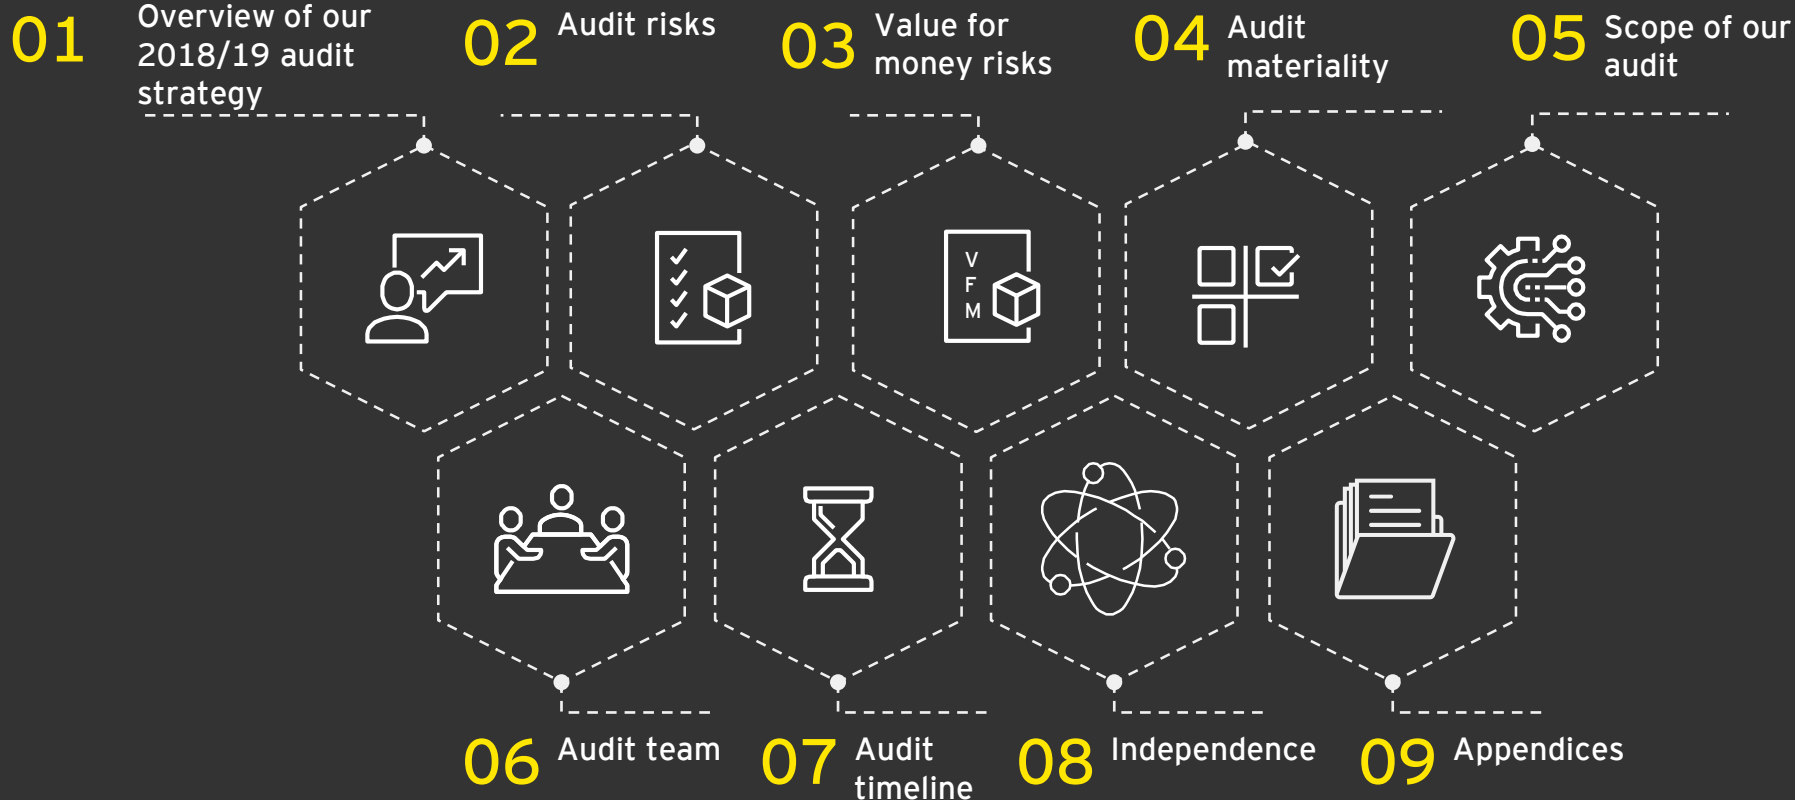 01
Overview of our
2018/19 audit
strategy
02
Audit risks
03
Value for
money risks
04
Audit
materiality
05
Scope of our
audit
V
F
M
06
Audit team
07
Audit
timeline
08
Independence
09
Appendices